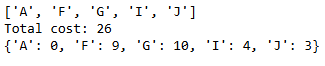 ['A', 'F', 'G', 'I', 'J']
Total cost: 26
{'A': 0, 'F': 9, 'G': 10, 'I': 4, 'J': 3}